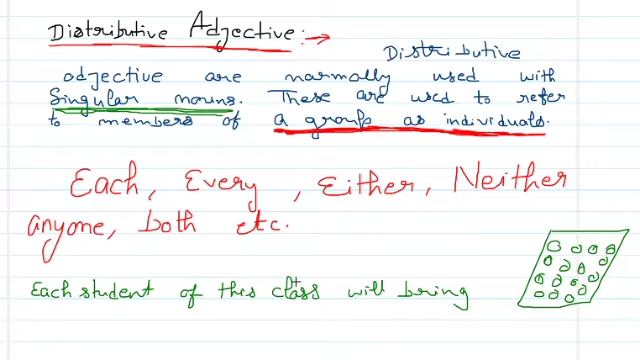 Distributive Adjective :→
Distributive
adjective are normally used with
Singular nouns. These are used to refer
to members of a group as individuals.
Each, Every, Either, Neither
anyone, both etc.
Each student of this class will bring